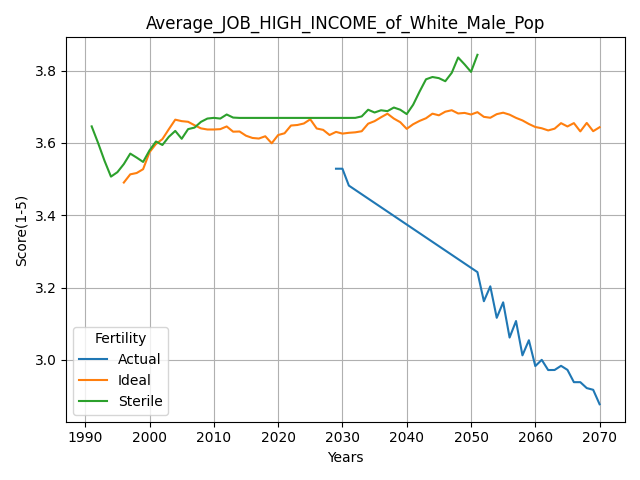 Average_JOB_HIGH_INCOME_of_White_Male_Pop
Score(1-5)
3.8
3.6
3.4
3.2
3.0
Fertility
Actual
Ideal
Sterile
1990 2000 2010 2020 2030 2040 2050 2060 2070
Years